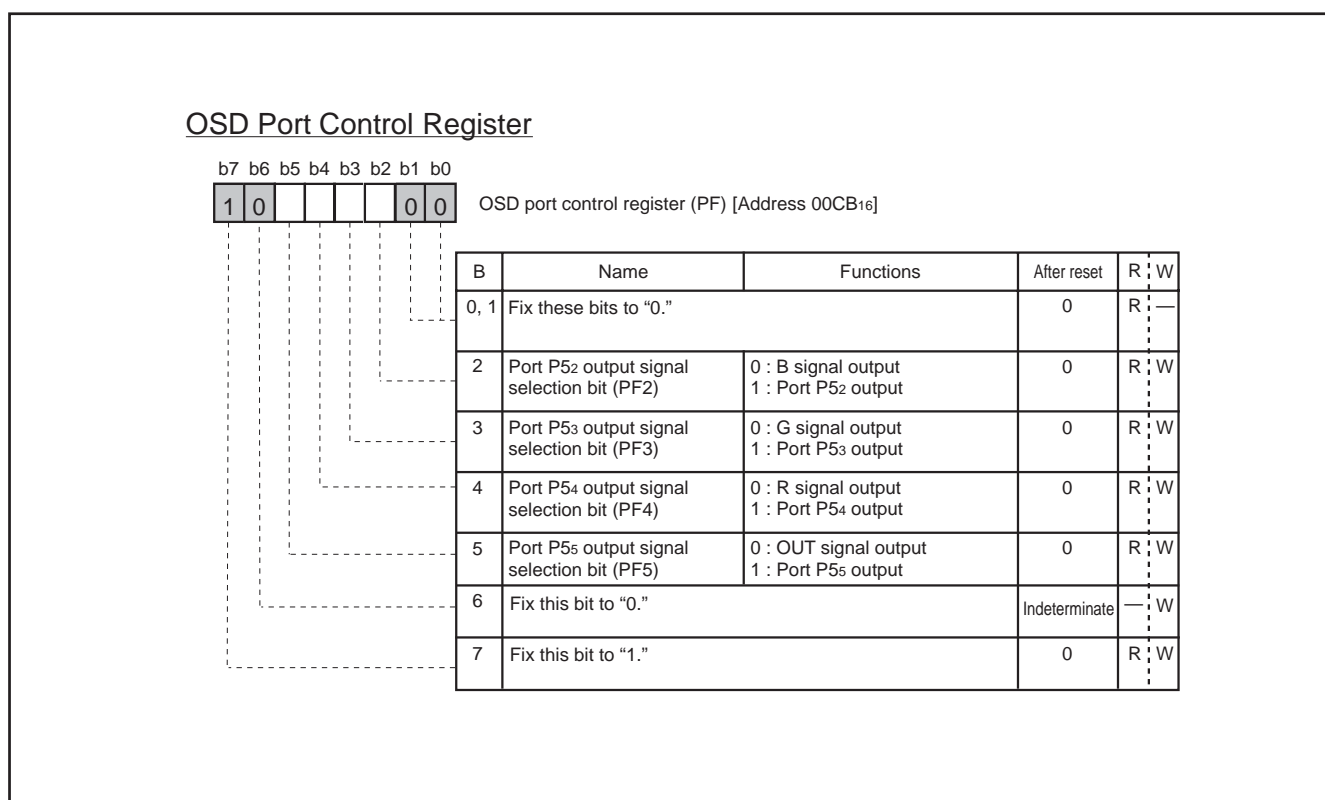 OSD Port Control Register
b7 b6 b5 b4 b3 b2 b1 b0
1 0 0 0 OSD port control register (PF) [Address 00CB16]
B Name Functions After reset R W
0, 1 Fix these bits to “0.” 0 R —
2 Port P52 output signal 0 : B signal output 0 R W
selection bit (PF2) 1 : Port P52 output
3 Port P53 output signal 0 : G signal output 0 R W
selection bit (PF3) 1 : Port P53 output
4 Port P54 output signal 0 : R signal output 0 R W
selection bit (PF4) 1 : Port P54 output
5 Port P55 output signal 0 : OUT signal output 0 R W
selection bit (PF5) 1 : Port P55 output
6 Fix this bit to “0.” Indeterminate — W
7 Fix this bit to “1.” 0 R W